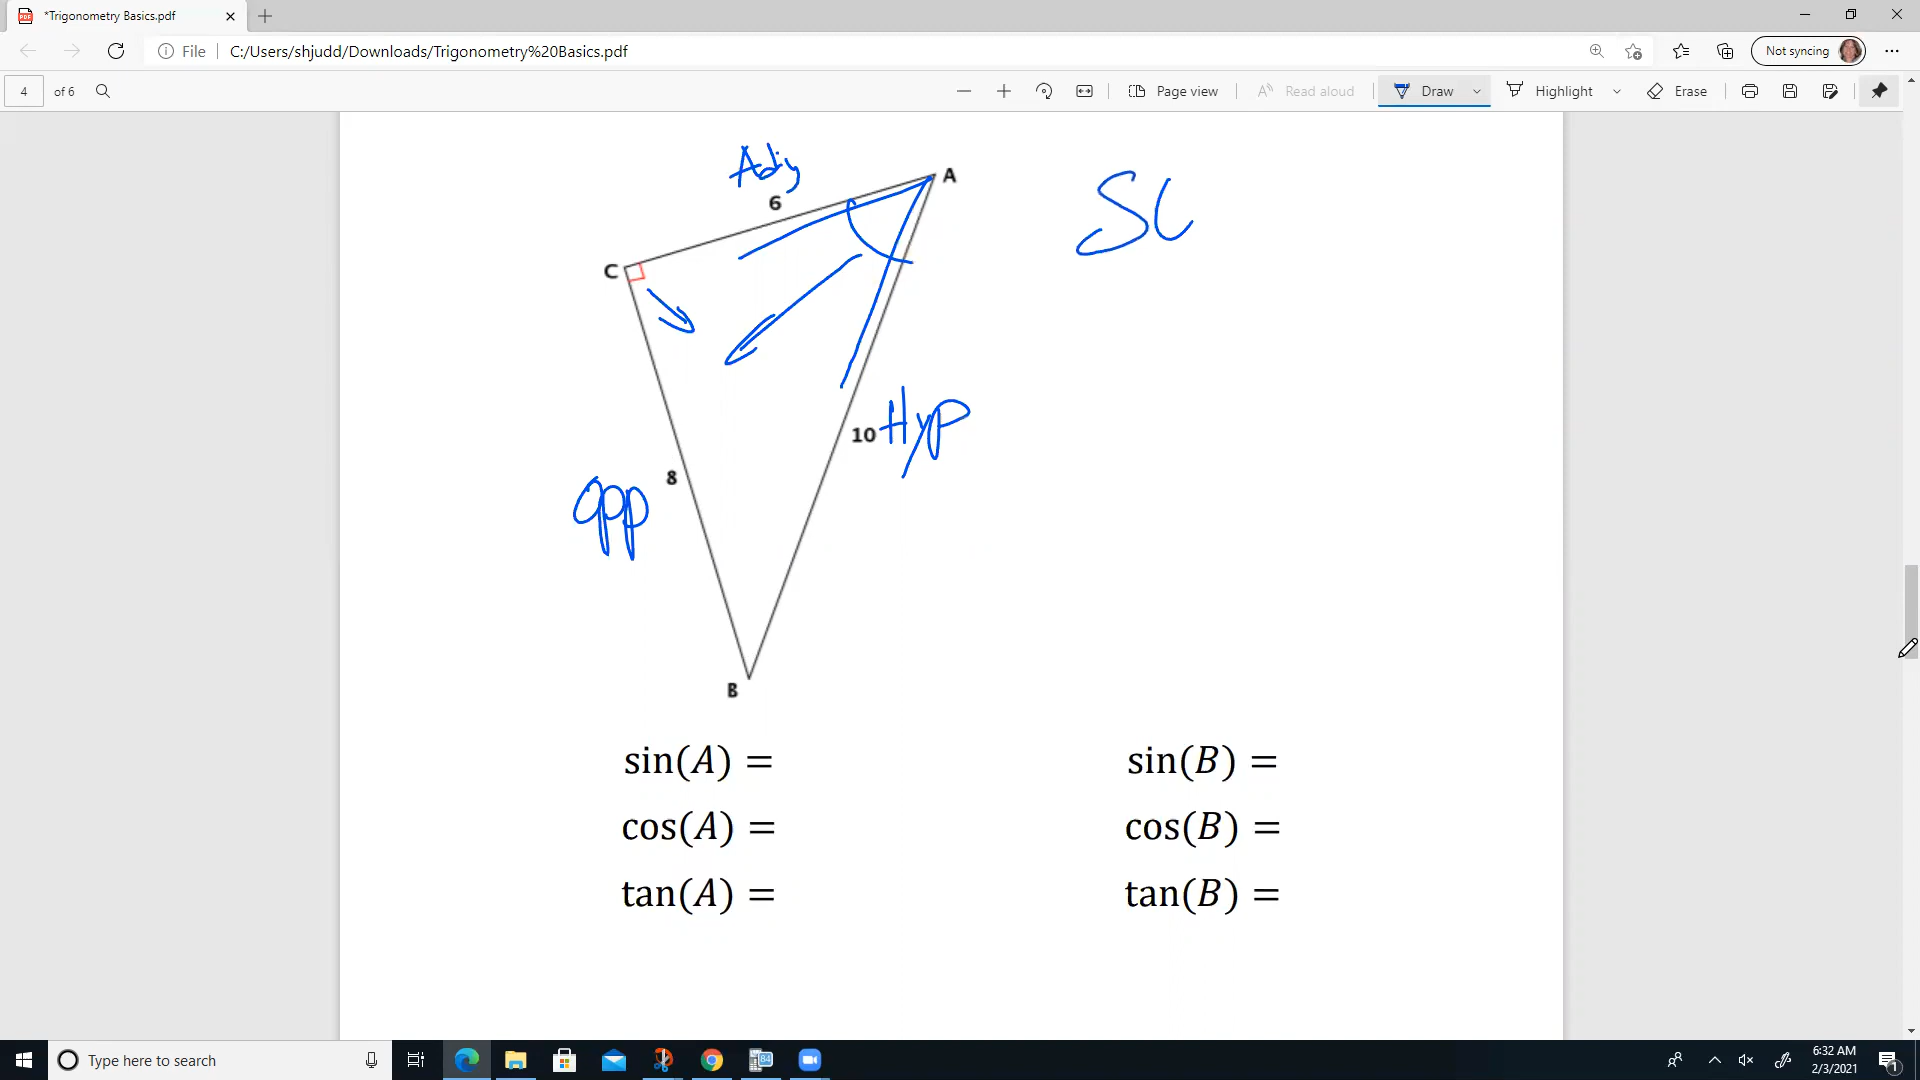 *Trigonometry Basics.pdf
File C:/Users/shjudd/Downloads/Trigonometry%20Basics.pdf Not syncing
4 of 6 Page view Read aloud Draw Highlight Erase
Adj
A
6
SC
C
10 Hyp
8
opp
B
sin(A) = sin(B) =
cos(A) = cos(B) =
tan(A) = tan(B) =
Type here to search
84
6:32 AM
2/3/2021
1